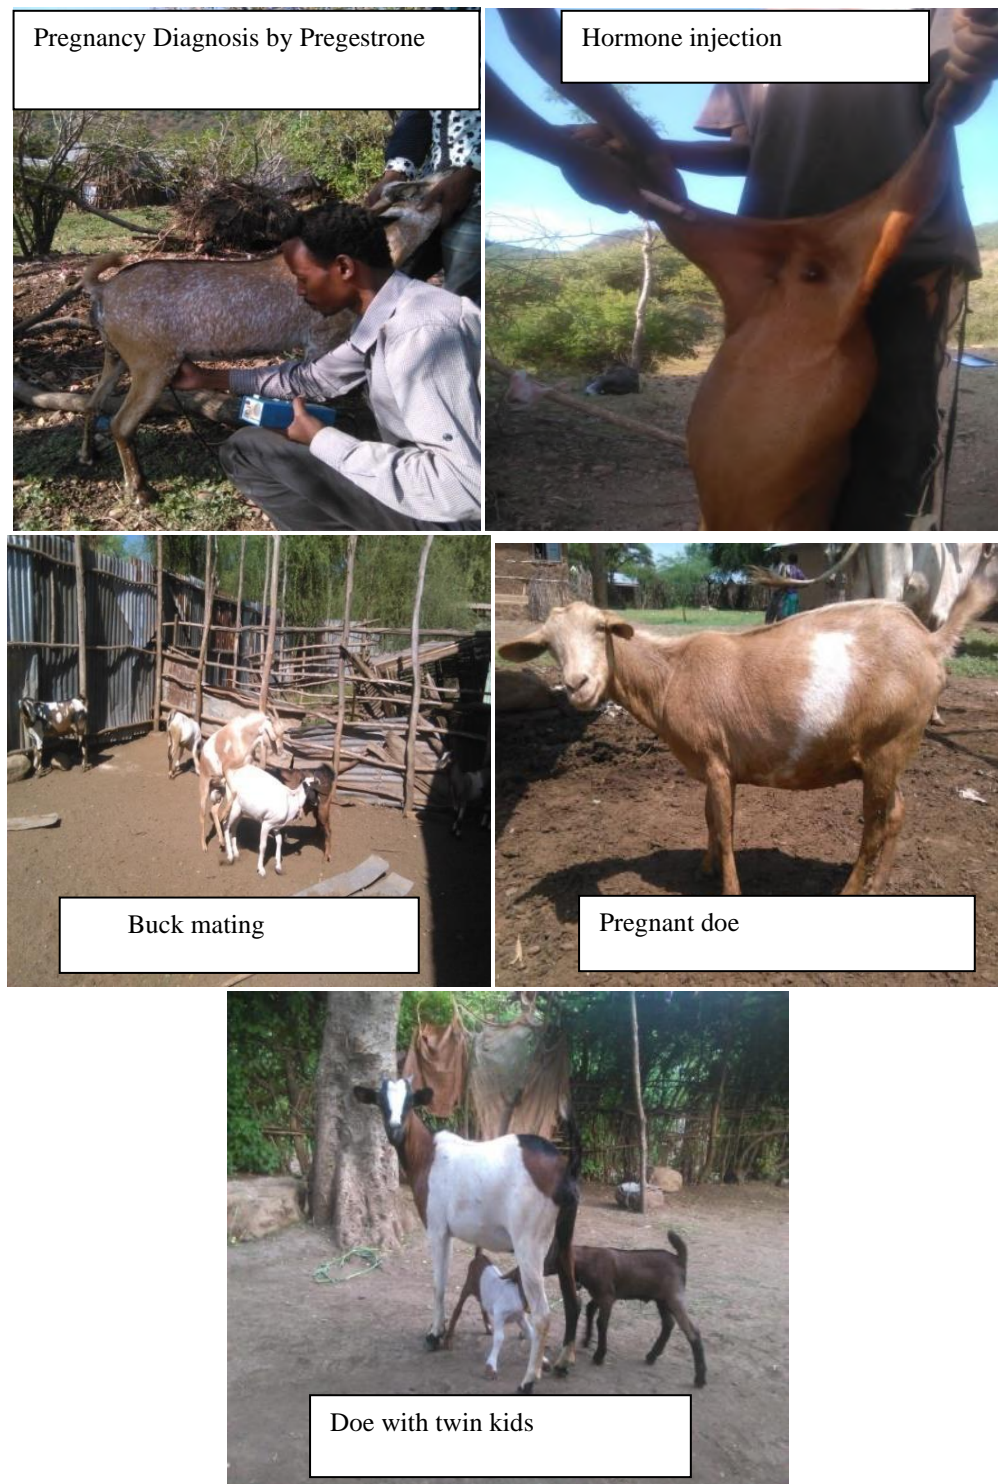 Pregnancy Diagnosis by Pregestrone
Hormone injection
Buck mating
Pregnant doe
Doe with twin kids